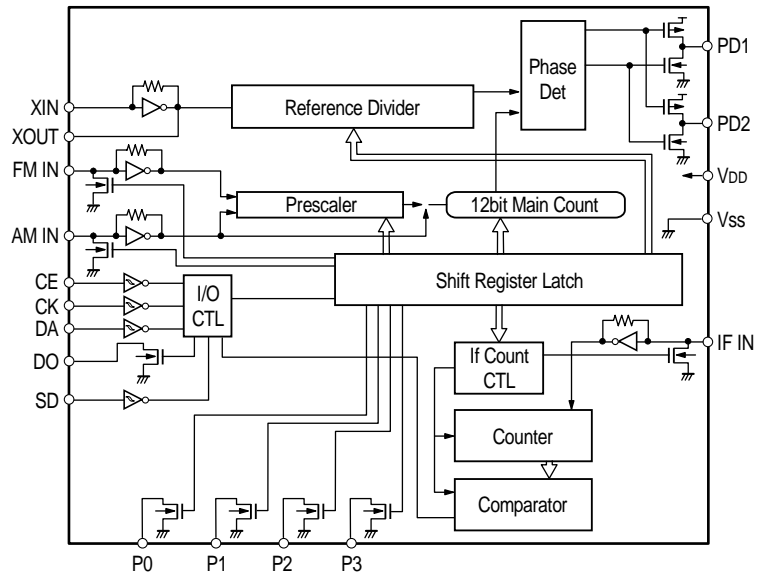 XIN
XOUT
FM IN
AM IN
CE
CK
DA
DO
SD
Reference Divider
Phase
Det
Prescaler
12bit Main Count
Shift Register Latch
I/O
CTL
If Count
CTL
Counter
Comparator
PD1
PD2
VDD
Vss
IF IN
P0
P1
P2
P3